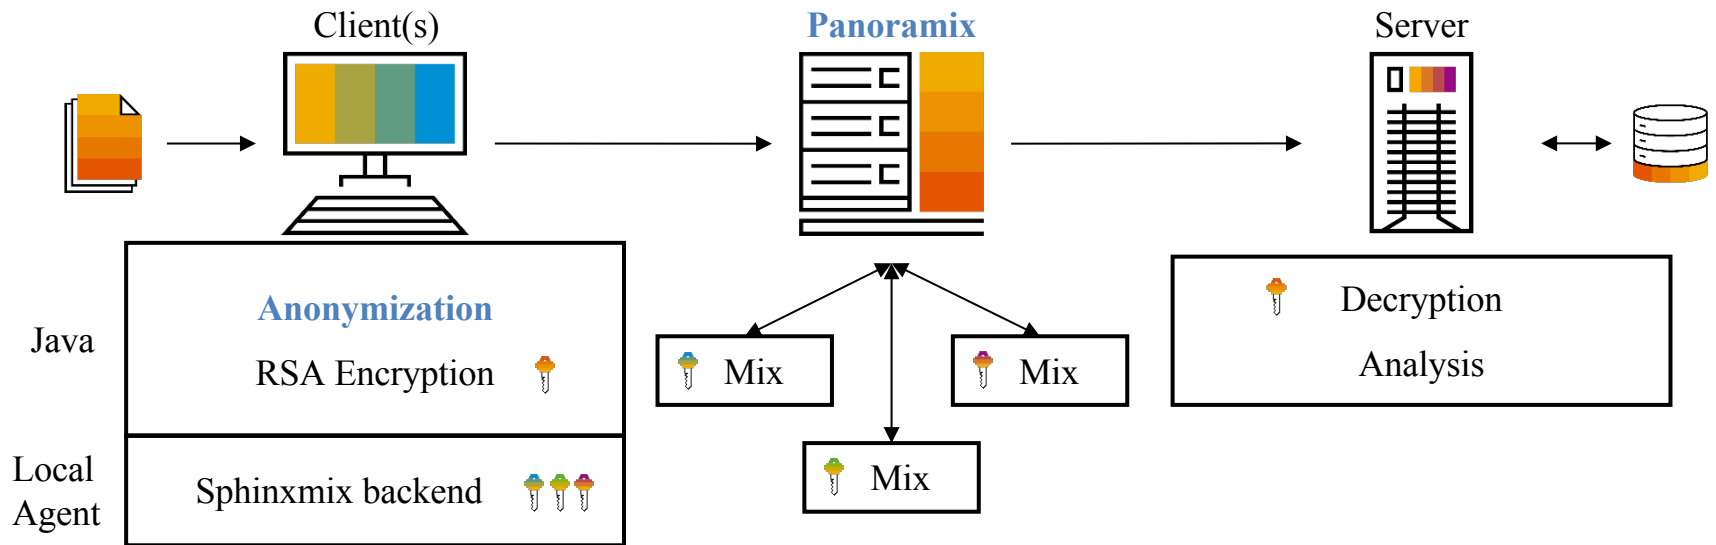 Client(s)
Panoramix
Server
Java
Anonymization
RSA Encryption
Local
Agent
Sphinxmix backend
Mix
Mix
Mix
Decryption
Analysis